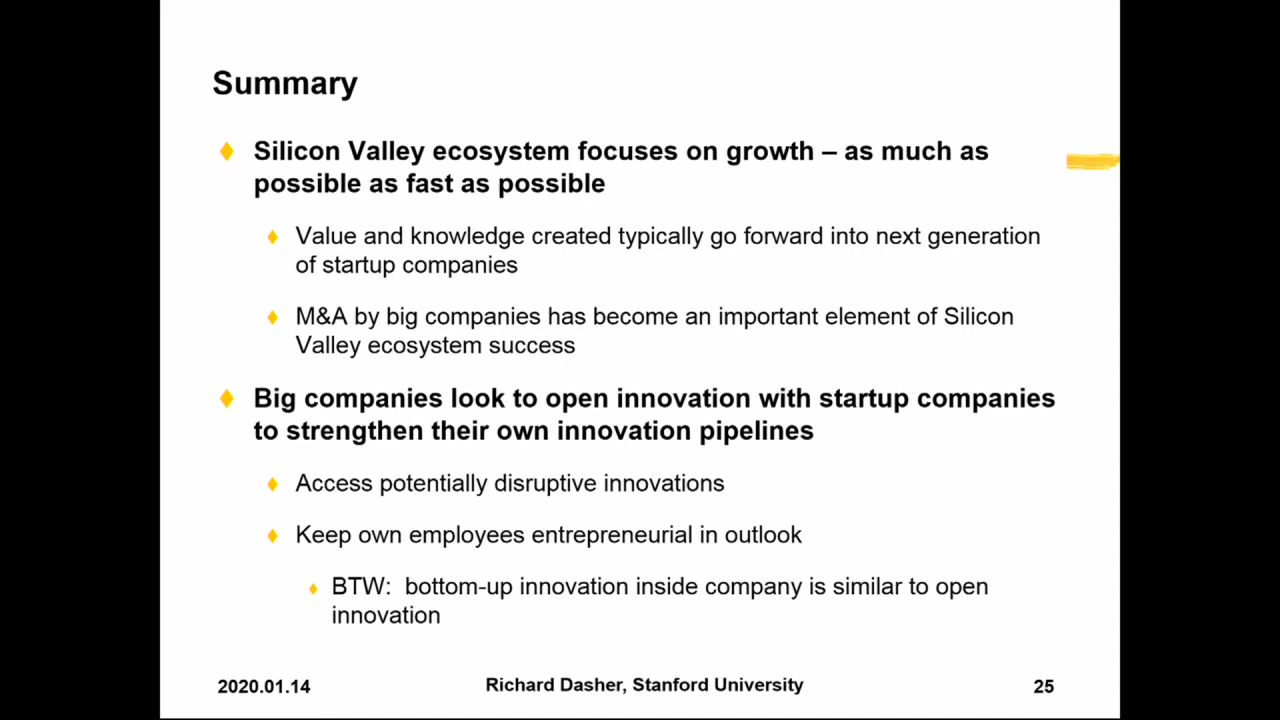 Summary
Silicon Valley ecosystem focuses on growth – as much as
possible as fast as possible
Value and knowledge created typically go forward into next generation
of startup companies
M&A by big companies has become an important element of Silicon
Valley ecosystem success
Big companies look to open innovation with startup companies
to strengthen their own innovation pipelines
Access potentially disruptive innovations
Keep own employees entrepreneurial in outlook
BTW: bottom-up innovation inside company is similar to open
innovation
2020.01.14 Richard Dasher, Stanford University 25